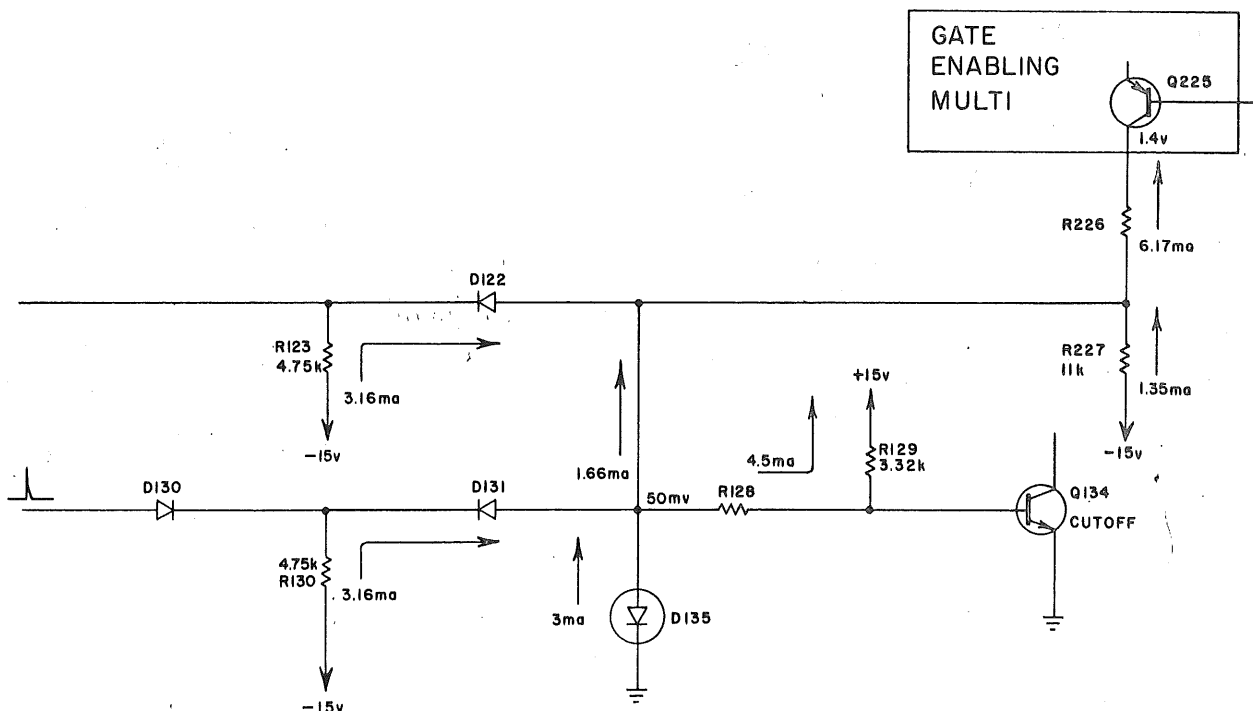 GATE
ENABLING
MULTI
Q225
1.4v
R226
6.17ma
D122
R123
4.75k
3.16ma
-15v
R227
11k
1.35ma
-15v
+15v
R129
3.32k
4.5ma
1.66ma
D130
D131
50mv
R128
Q134
CUTOFF
4.75k
R130
3.16ma
3ma
D135
-15v